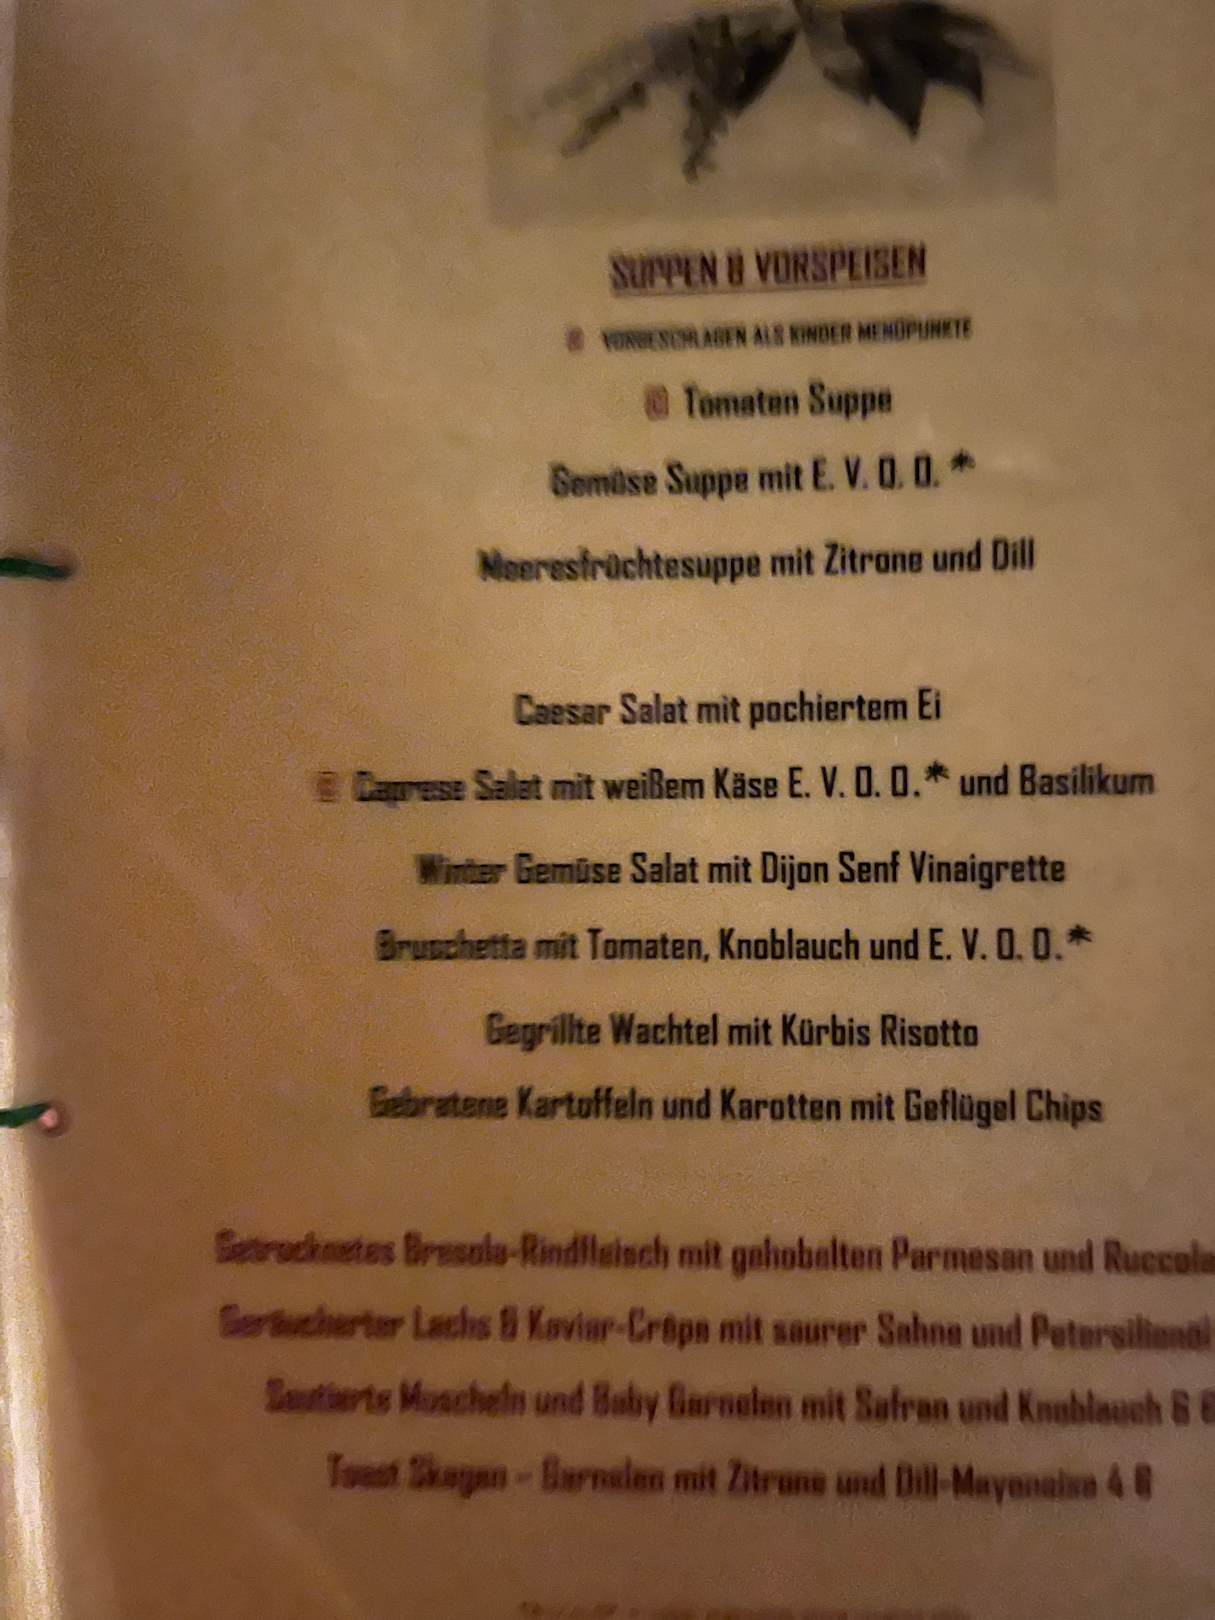 SUPPEN & VORSPEISEN
VORGESCHLAGEN ALS KINDER MENÜPUNKTE
Tomaten Suppe
Gemüse Suppe mit E. V. O. O. *
Meeresfrüchtesuppe mit Zitrone und Dill
Caesar Salat mit pochiertem Ei
Caprese Salat mit weißem Käse E. V. O. O.* und Basilikum
Winter Gemüse Salat mit Dijon Senf Vinaigrette
Bruschetta mit Tomaten, Knoblauch und E. V. O. O.*
Gegrillte Wachtel mit Kürbis Risotto
Gebratene Kartoffeln und Karotten mit Geflügel Chips
Getrocknetes Bresola-Rindfleisch mit gehobelten Parmesan und Ruccola
Geräucherter Lachs & Kaviar-Crêpe mit saurer Sahne und Petersilienöl
Sautierte Muscheln und Baby Garnelen mit Safran und Knoblauch 6
Toast Skagen – Garnelen mit Zitrone und Dill-Mayonaise 4 €